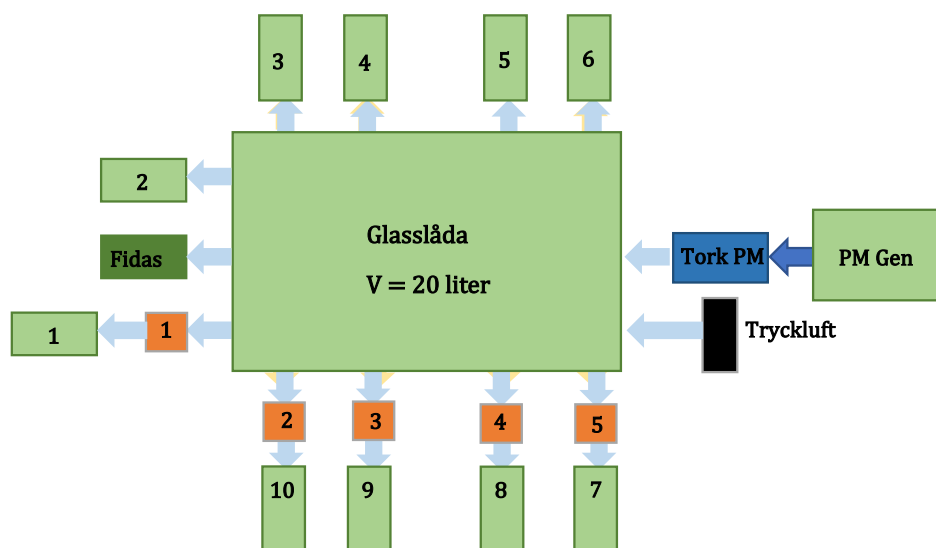 3
4
5
6
2
Glasslåda
V = 20 liter
Fidas
Tork PM
PM Gen
1
1
Tryckluft
2
3
4
5
10
9
8
7